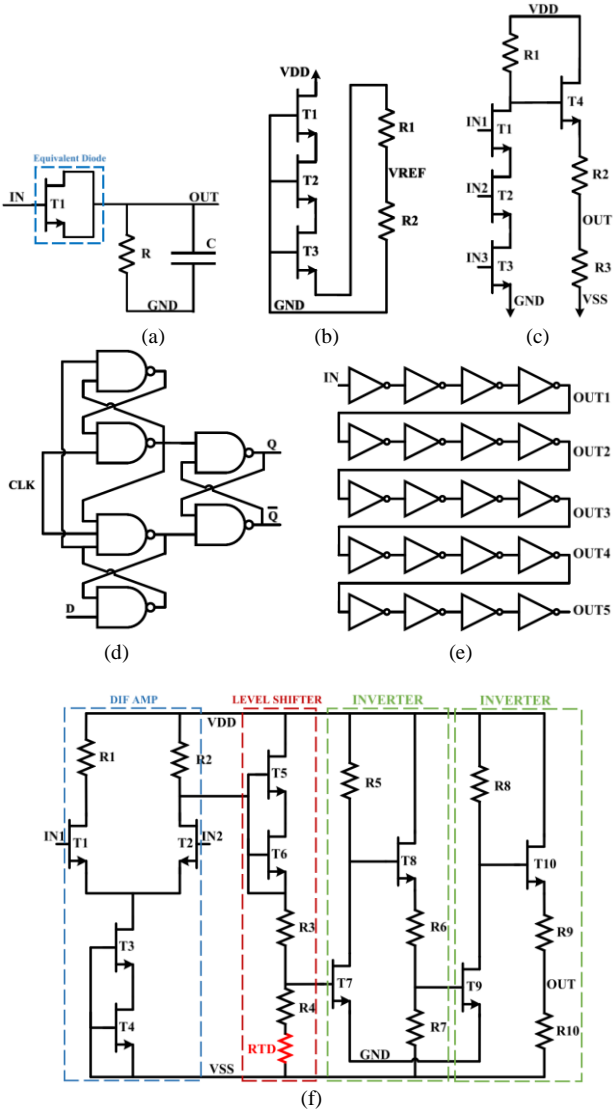 Equivalent Diode
IN
T1
OUT
R
C
GND
(a)
VDD
T1
T2
T3
R1
VREF
R2
GND
(b)
VDD
R1
T4
IN1
T1
R2
IN2
T2
OUT
IN3
T3
R3
GND
VSS
(c)
Q
CLK
Q
D
(d)
IN
OUT1
OUT2
OUT3
OUT4
OUT5
(e)
DIF AMP
LEVEL SHIFTER
INVERTER
INVERTER
VDD
R1
R2
T5
R5
R8
IN1
T1
T2
IN2
T6
T8
T10
T3
R3
R6
R9
T7
T9
OUT
T4
R4
R7
R10
RTD
GND
VSS
(f)